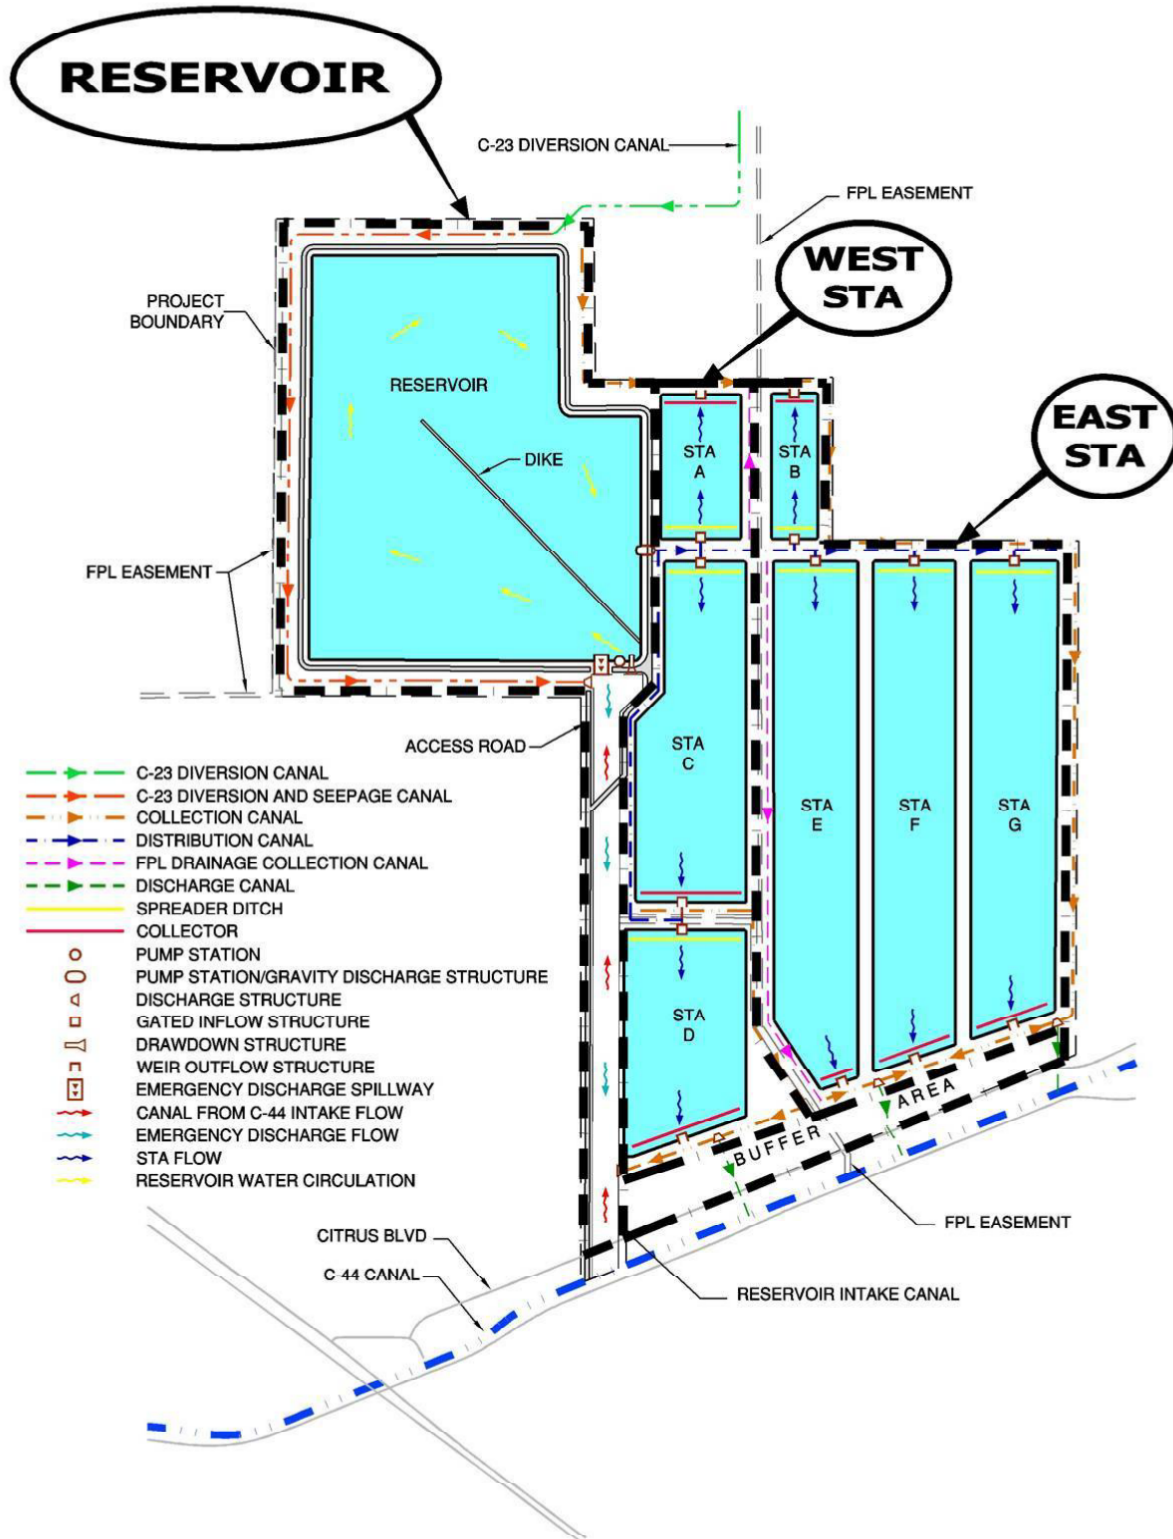 RESERVOIR
C-23 DIVERSION CANAL
FPL EASEMENT
WEST
STA
PROJECT
BOUNDARY
RESERVOIR
EAST
STA
STA
A
STA
B
DIKE
FPL EASEMENT
ACCESS ROAD
STA
C
STA
E
STA
F
STA
G
C-23 DIVERSION CANAL
C-23 DIVERSION AND SEEPAGE CANAL
COLLECTION CANAL
DISTRIBUTION CANAL
FPL DRAINAGE COLLECTION CANAL
DISCHARGE CANAL
SPREADER DITCH
COLLECTOR
PUMP STATION
PUMP STATION/GRAVITY DISCHARGE STRUCTURE
DISCHARGE STRUCTURE
GATED INFLOW STRUCTURE
DRAWDOWN STRUCTURE
WEIR OUTFLOW STRUCTURE
EMERGENCY DISCHARGE SPILLWAY
CANAL FROM C-44 INTAKE FLOW
EMERGENCY DISCHARGE FLOW
STA FLOW
RESERVOIR WATER CIRCULATION
STA
D
BUFFER AREA
FPL EASEMENT
CITRUS BLVD
C-44 CANAL
RESERVOIR INTAKE CANAL